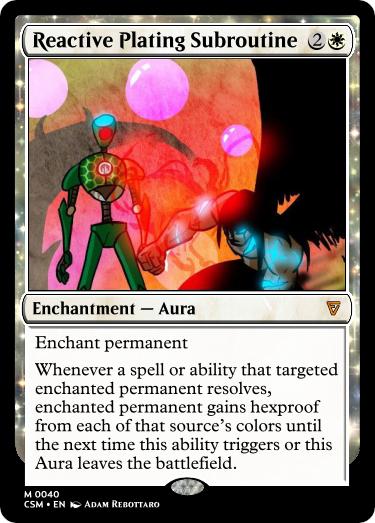 Reactive Plating Subroutine 2
Enchantment — Aura
Enchant permanent
Whenever a spell or ability that targeted
enchanted permanent resolves,
enchanted permanent gains hexproof
from each of that source's colors until
the next time this ability triggers or this
Aura leaves the battlefield.
M 0040
CSM • EN Adam Rebottaro